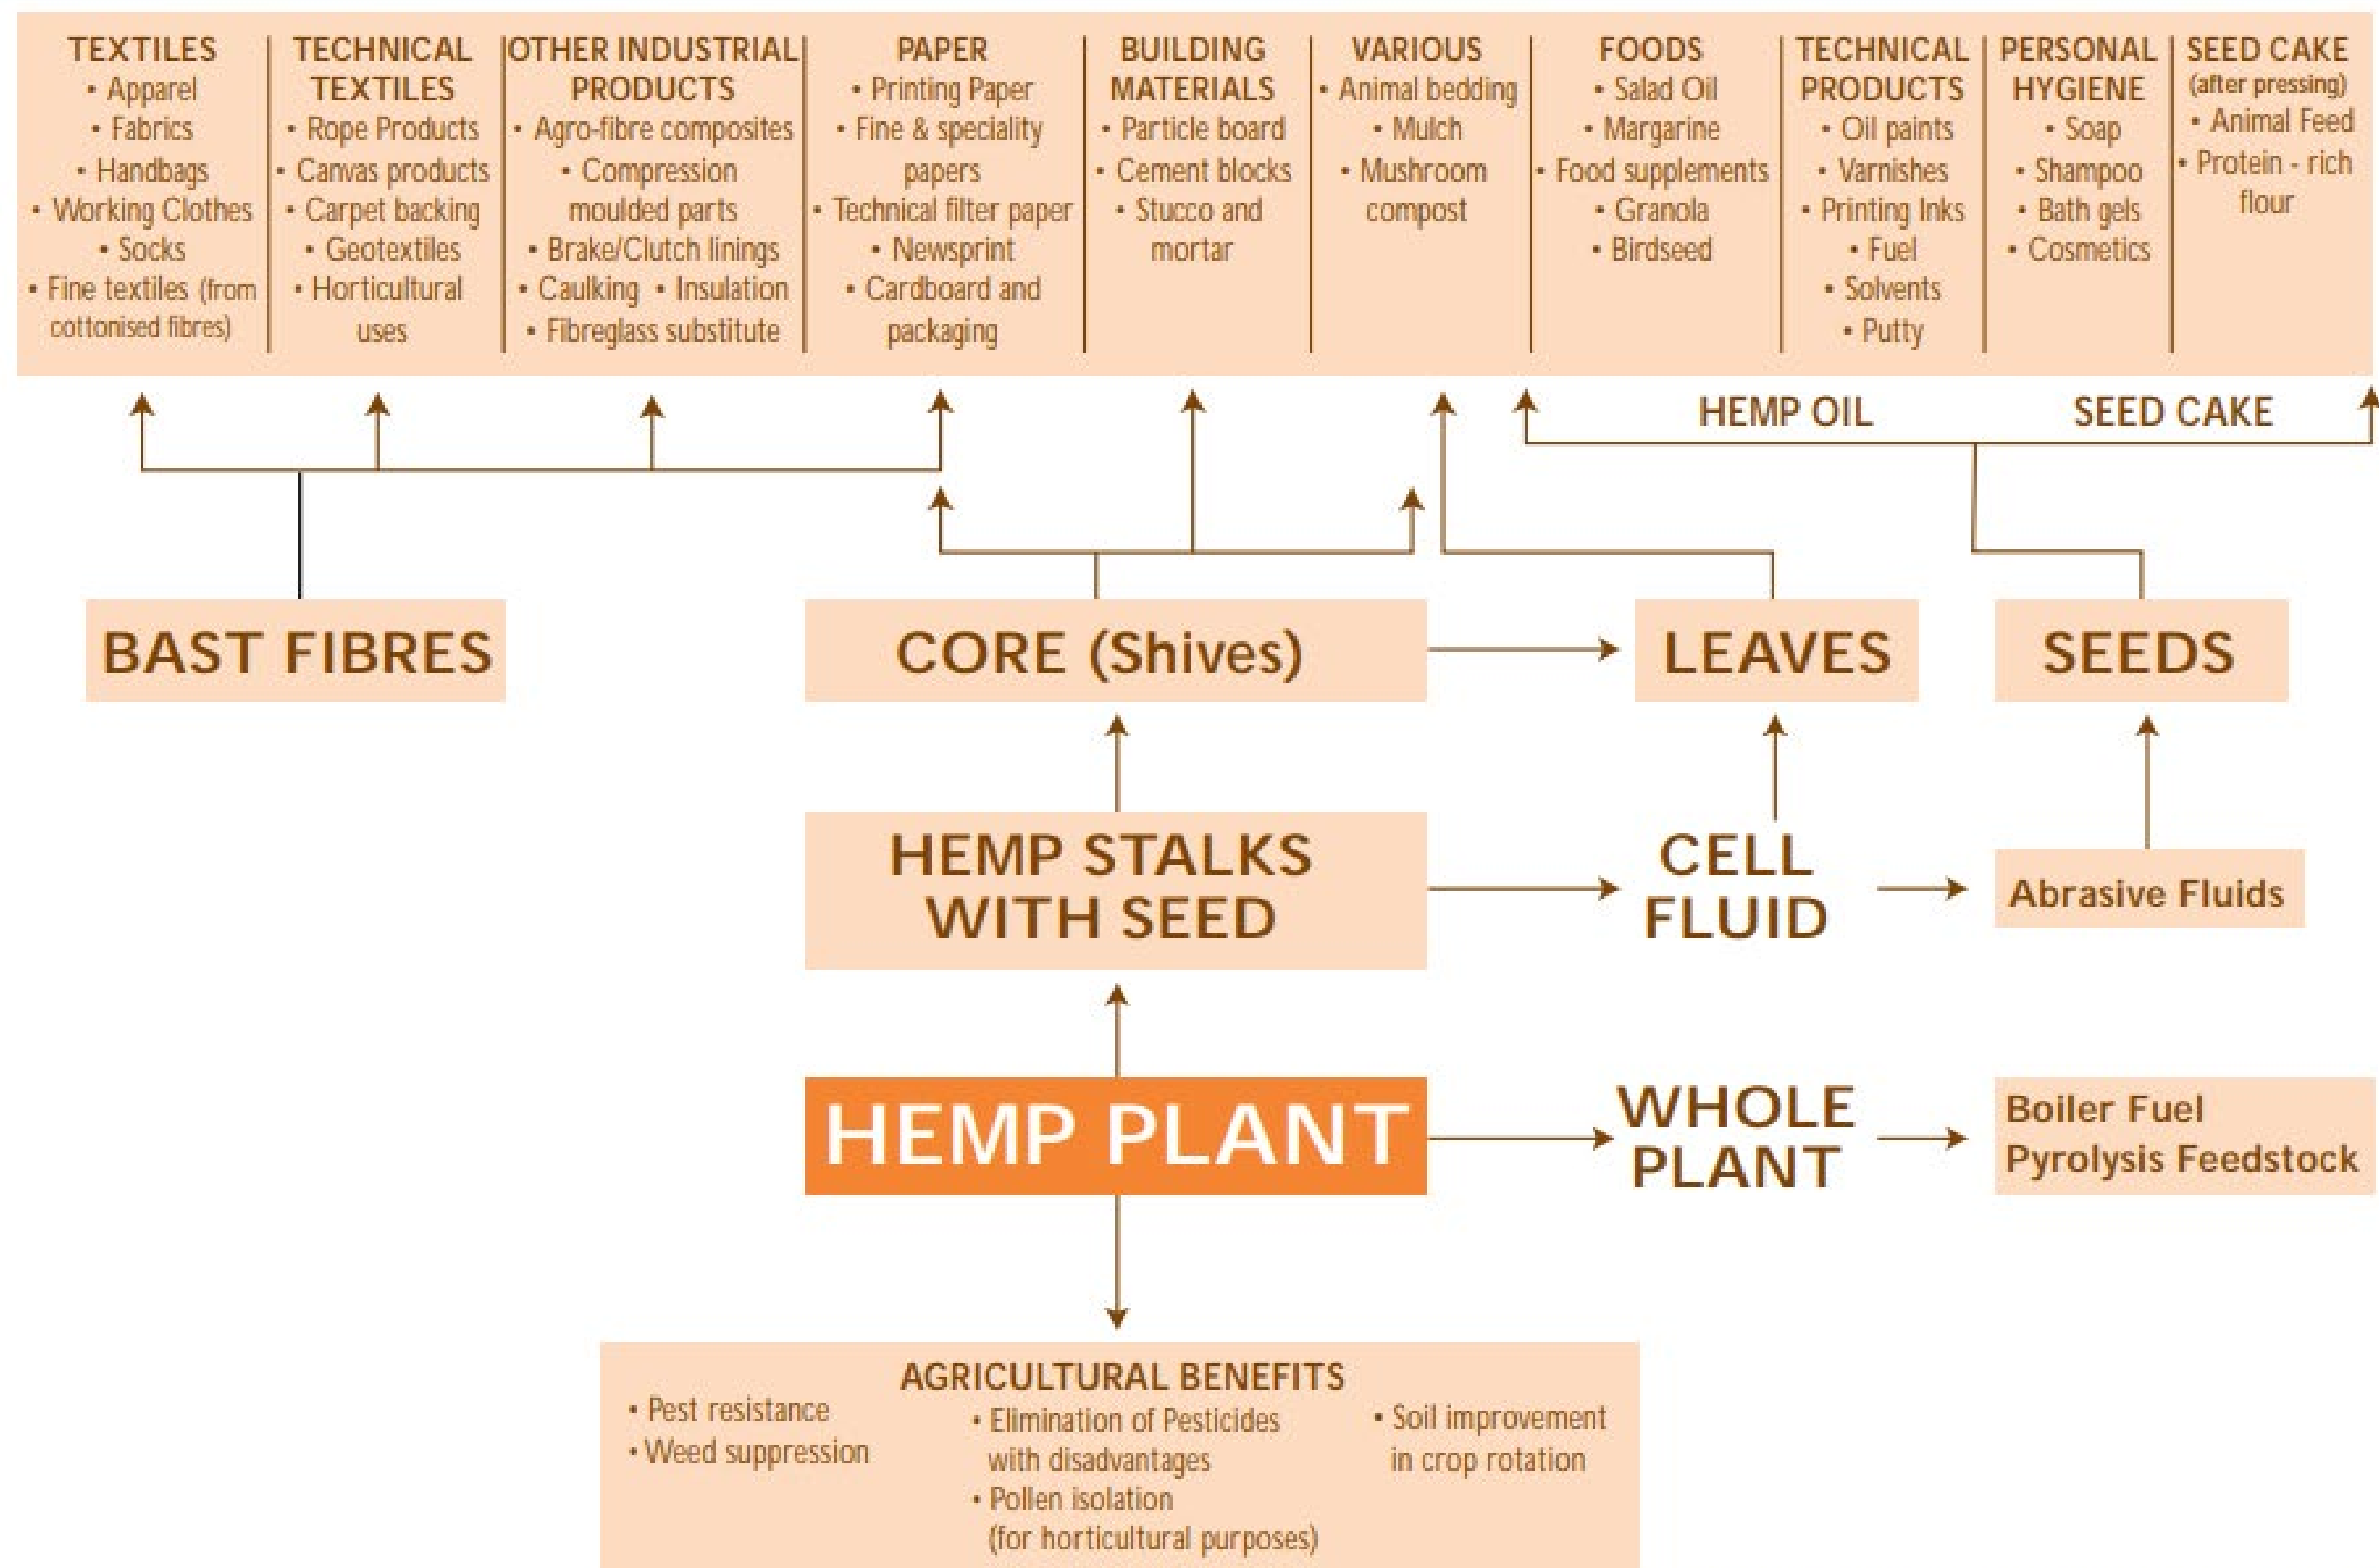 TEXTILES
• Apparel
• Fabrics
• Handbags
• Working Clothes
• Socks
• Fine textiles (from
cottonised fibres)
TECHNICAL
TEXTILES
• Rope Products
• Canvas products
• Carpet backing
• Geotextiles
• Horticultural
uses
OTHER INDUSTRIAL
PRODUCTS
• Agro-fibre composites
• Compression
moulded parts
• Brake/Clutch linings
• Caulking • Insulation
• Fibreglass substitute
PAPER
• Printing Paper
• Fine & speciality
papers
• Technical filter paper
• Newsprint
• Cardboard and
packaging
BUILDING
MATERIALS
• Particle board
• Cement blocks
• Stucco and
mortar
VARIOUS
• Animal bedding
• Mulch
• Mushroom
compost
FOODS
• Salad Oil
• Margarine
• Food supplements
• Granola
• Birdseed
TECHNICAL
PRODUCTS
• Oil paints
• Varnishes
• Printing Inks
• Fuel
• Solvents
• Putty
PERSONAL
HYGIENE
• Soap
• Shampoo
• Bath gels
• Cosmetics
SEED CAKE
(after pressing)
• Animal Feed
• Protein - rich
flour
HEMP OIL
SEED CAKE
BAST FIBRES
CORE (Shives)
LEAVES
SEEDS
HEMP STALKS
WITH SEED
CELL
FLUID
Abrasive Fluids
HEMP PLANT
WHOLE
PLANT
Boiler Fuel
Pyrolysis Feedstock
AGRICULTURAL BENEFITS
• Pest resistance
• Weed suppression
• Elimination of Pesticides
with disadvantages
• Pollen isolation
(for horticultural purposes)
• Soil improvement
in crop rotation